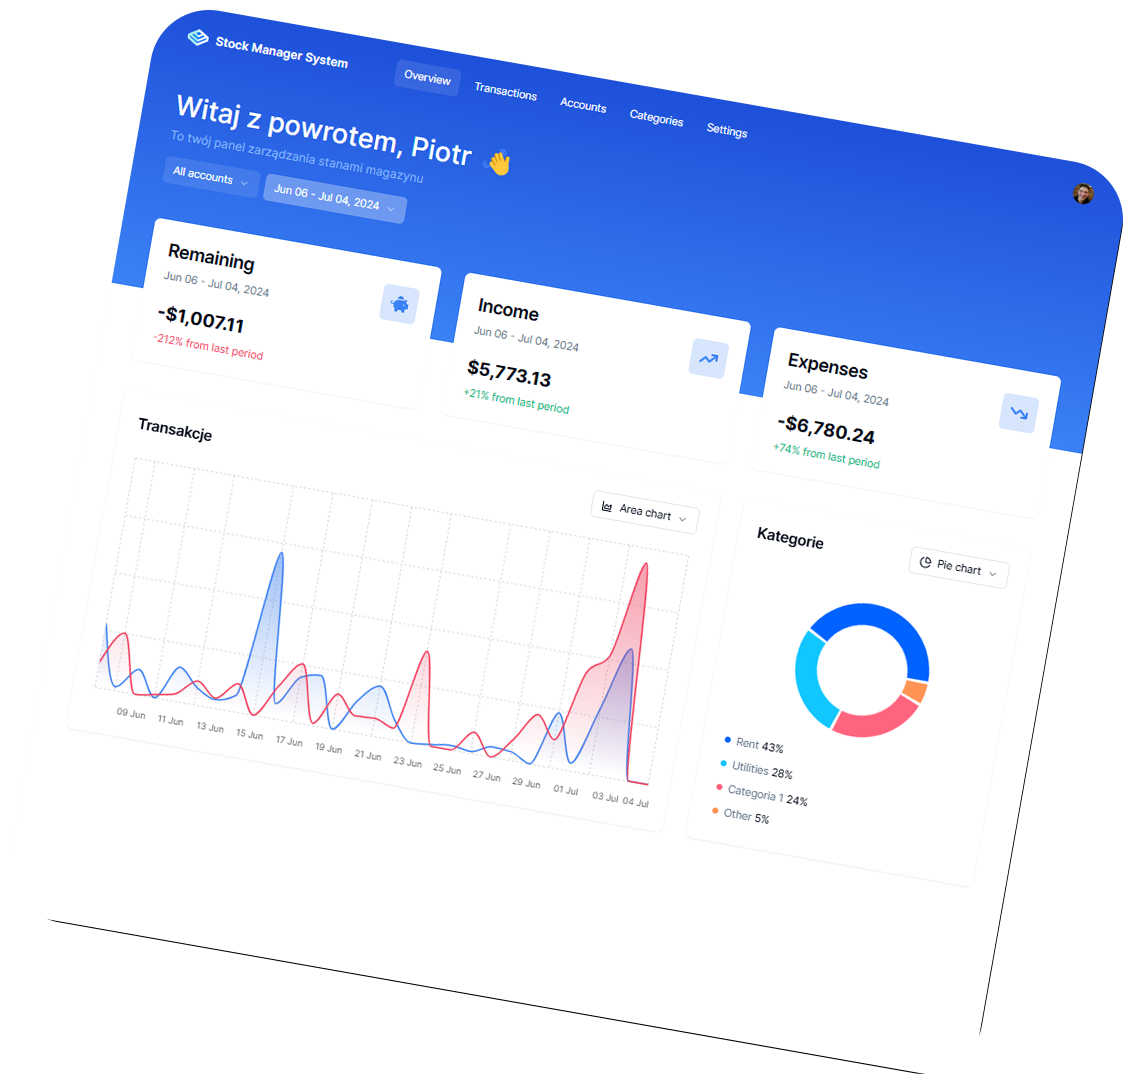 Stock Manager System
Overview
Transactions
Accounts
Categories
Settings
Witaj z powrotem, Piotr 👋
To twój panel zarządzania stanami magazynu
All accounts
Jun 06 - Jul 04, 2024
Remaining
Jun 06 - Jul 04, 2024
-$1,007.11
-212% from last period
Income
Jun 06 - Jul 04, 2024
$5,773.13
+21% from last period
Expenses
Jun 06 - Jul 04, 2024
-$6,780.24
+74% from last period
Transakcje
Area chart
09 Jun
11 Jun
13 Jun
15 Jun
17 Jun
19 Jun
21 Jun
23 Jun
25 Jun
27 Jun
29 Jun
01 Jul
03 Jul
04 Jul
Kategorie
Pie chart
Rent 43%
Utilities 28%
Categoria 1 24%
Other 5%